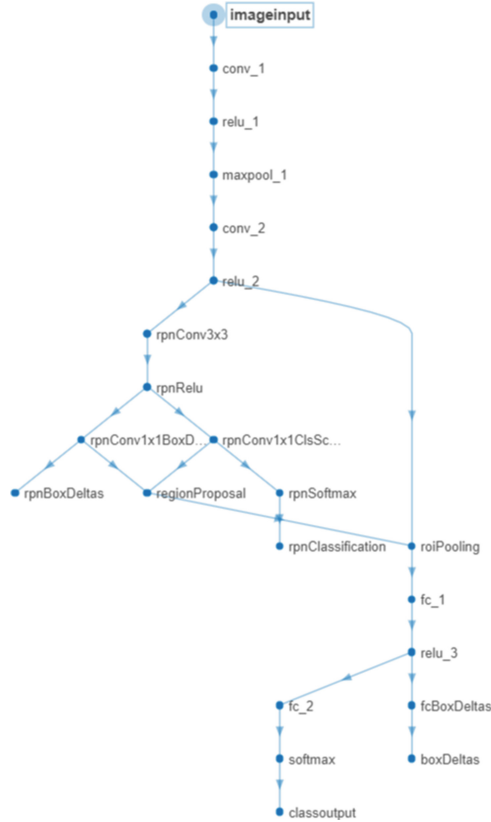 imageinput
conv_1
relu_1
maxpool_1
conv_2
relu_2
rpnConv3x3
rpnRelu
rpnConv1x1BoxD... rpnConv1x1ClsSc...
rpnBoxDeltas regionProposal rpnSoftmax
rpnClassification roiPooling
fc_1
relu_3
fc_2 fcBoxDeltas
softmax boxDeltas
classoutput